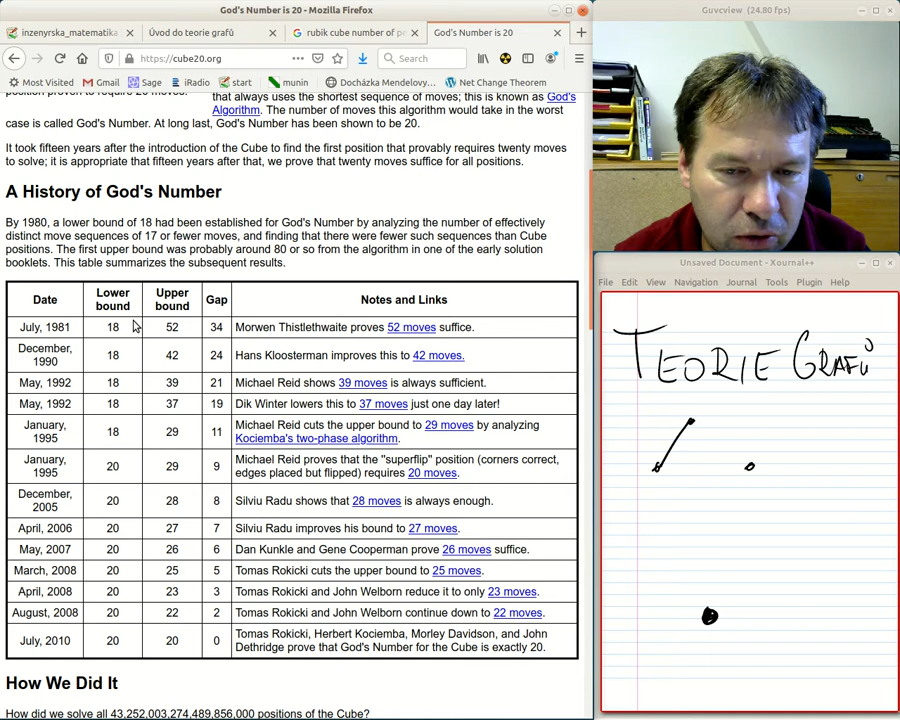 God's Number is 20 - Mozilla Firefox
inzenyrska_matematika
Úvod do teorie grafů
rubik cube number of pe
God's Number is 20
https://cube20.org
Search
Most Visited
Gmail
Sage
iRadio
start
munin
Docházka Mendelovy...
Net Change Theorem
position proven to require 20 moves.
that always uses the shortest sequence of moves; this is known as God's
Algorithm. The number of moves this algorithm would take in the worst
case is called God's Number. At long last, God's Number has been shown to be 20.
It took fifteen years after the introduction of the Cube to find the first position that provably requires twenty moves
to solve; it is appropriate that fifteen years after that, we prove that twenty moves suffice for all positions.
A History of God's Number
By 1980, a lower bound of 18 had been established for God's Number by analyzing the number of effectively
distinct move sequences of 17 or fewer moves, and finding that there were fewer such sequences than Cube
positions. The first upper bound was probably around 80 or so from the algorithm in one of the early solution
booklets. This table summarizes the subsequent results.
Date Lower bound Upper bound Gap Notes and Links
July, 1981 18 52 34 Morwen Thistlethwaite proves 52 moves suffice.
December, 1990 18 42 24 Hans Kloosterman improves this to 42 moves.
May, 1992 18 39 21 Michael Reid shows 39 moves is always sufficient.
May, 1992 18 37 19 Dik Winter lowers this to 37 moves just one day later!
January, 1995 18 29 11 Michael Reid cuts the upper bound to 29 moves by analyzing
Kociemba's two-phase algorithm.
January, 1995 20 29 9 Michael Reid proves that the "superflip" position (corners correct,
edges placed but flipped) requires 20 moves.
December, 2005 20 28 8 Silviu Radu shows that 28 moves is always enough.
April, 2006 20 27 7 Silviu Radu improves his bound to 27 moves.
May, 2007 20 26 6 Dan Kunkle and Gene Cooperman prove 26 moves suffice.
March, 2008 20 25 5 Tomas Rokicki cuts the upper bound to 25 moves.
April, 2008 20 23 3 Tomas Rokicki and John Welborn reduce it to only 23 moves.
August, 2008 20 22 2 Tomas Rokicki and John Welborn continue down to 22 moves.
July, 2010 20 20 0 Tomas Rokicki, Herbert Kociemba, Morley Davidson, and John
Dethridge prove that God's Number for the Cube is exactly 20.
How We Did It
How did we solve all 43,252,003,274,489,856,000 positions of the Cube?
Guvcview (24.80 fps)
Unsaved Document - Xournal++
File Edit View Navigation Journal Tools Plugin Help
TEORIE GRAFŮ